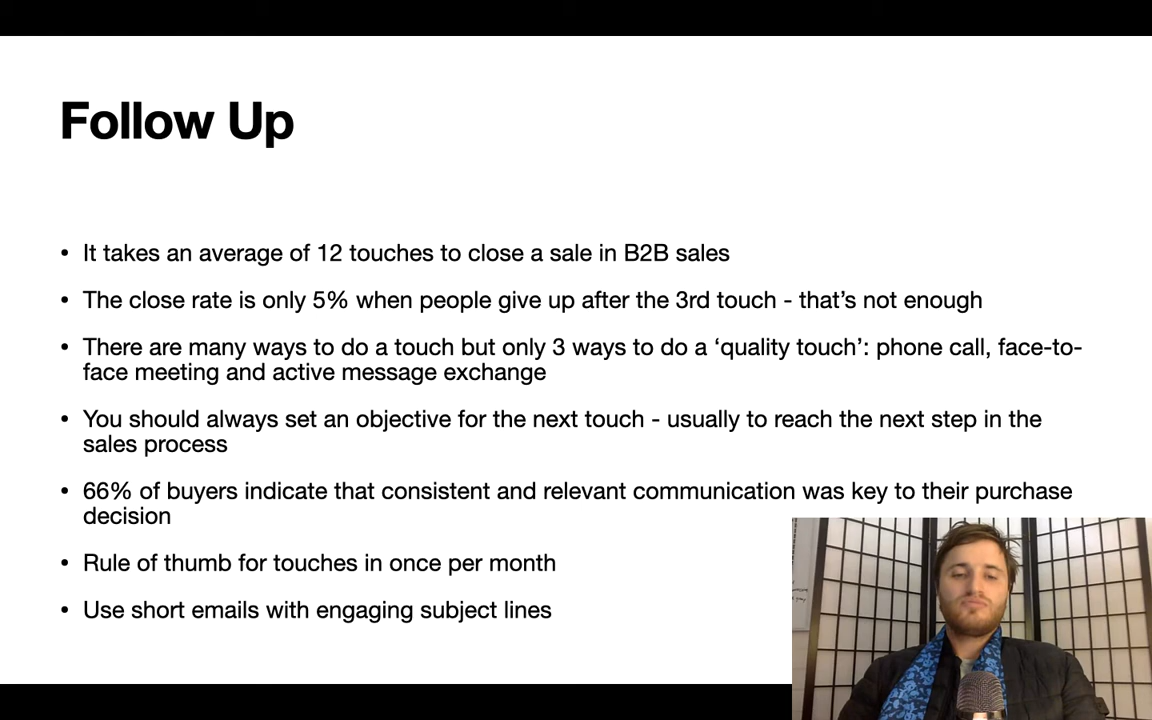 Follow Up
• It takes an average of 12 touches to close a sale in B2B sales
• The close rate is only 5% when people give up after the 3rd touch - that’s not enough
• There are many ways to do a touch but only 3 ways to do a ‘quality touch’: phone call, face-to-
face meeting and active message exchange
• You should always set an objective for the next touch - usually to reach the next step in the
sales process
• 66% of buyers indicate that consistent and relevant communication was key to their purchase
decision
• Rule of thumb for touches in once per month
• Use short emails with engaging subject lines